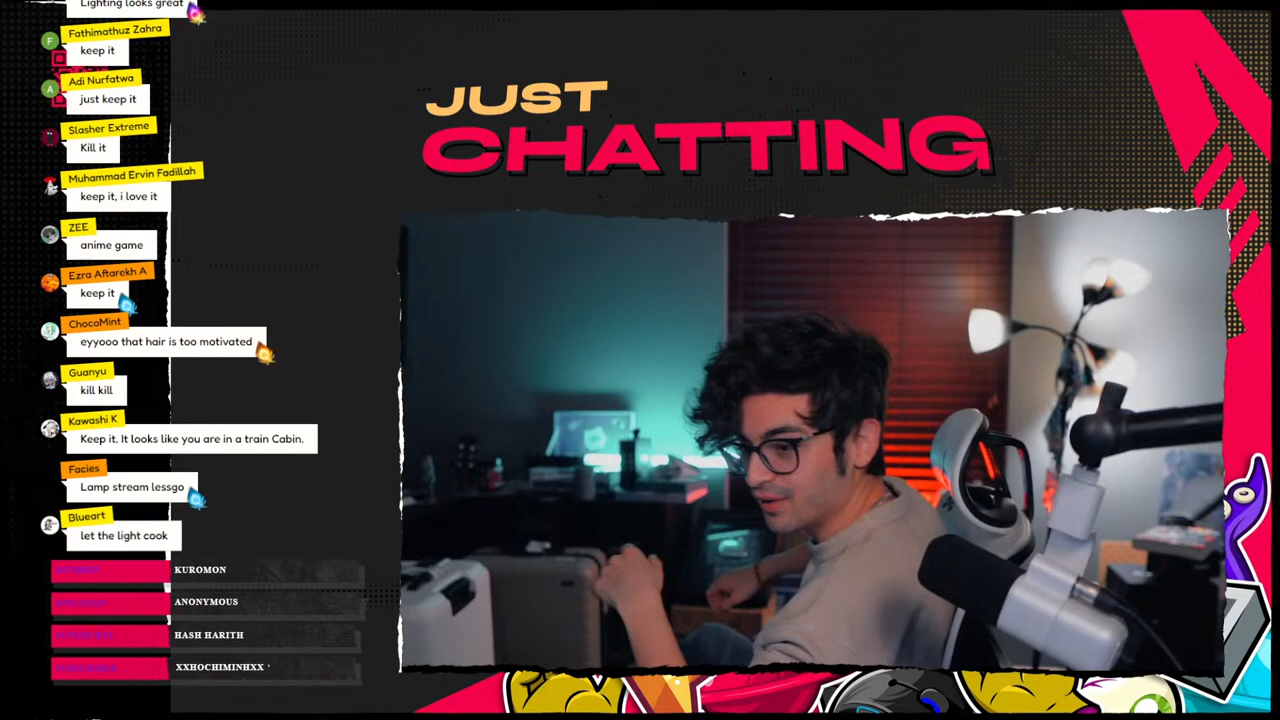 Lighting looks great
Fathimathuz Zahra
keep it
Adi Nurfatwa
just keep it
Slasher Extreme
Kill it
Muhammad Ervin Fadillah
keep it, i love it
ZEE
anime game
Ezra Aftarekh A
keep it
ChocoMint
eyyooo that hair is too motivated
Guanyu
kill kill
Kawashi K
Keep it. It looks like you are in a train Cabin.
Facies
Lamp stream lessgo
Blueart
let the light cook
KUROMON
ANONYMOUS
HASH HARITH
XXHOCHIMINHXX
JUST
CHATTING